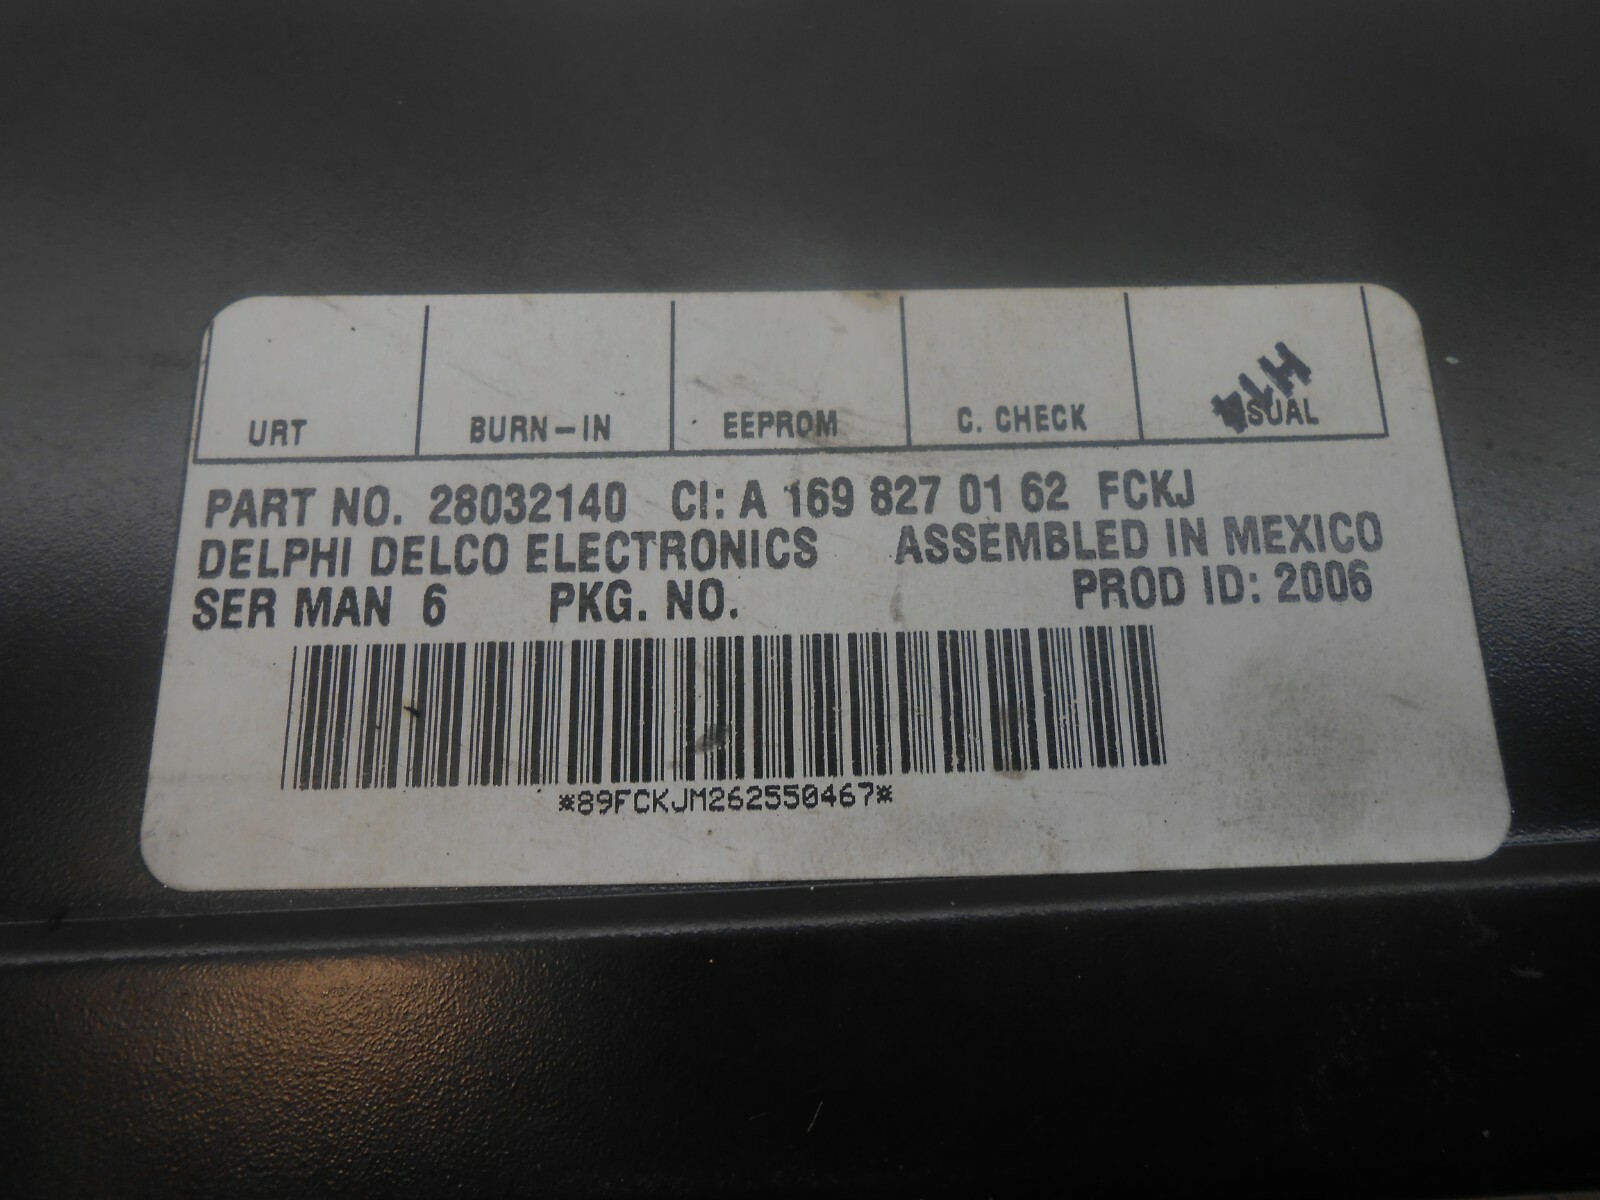 URT BURN-IN EEPROM C. CHECK VISUAL
PART NO. 28032140 CI: A 169 827 01 62 FCKJ
DELPHI DELCO ELECTRONICS ASSEMBLED IN MEXICO
SER MAN 6 PKG. NO. PROD ID: 2006
*89FCKJM262550467*